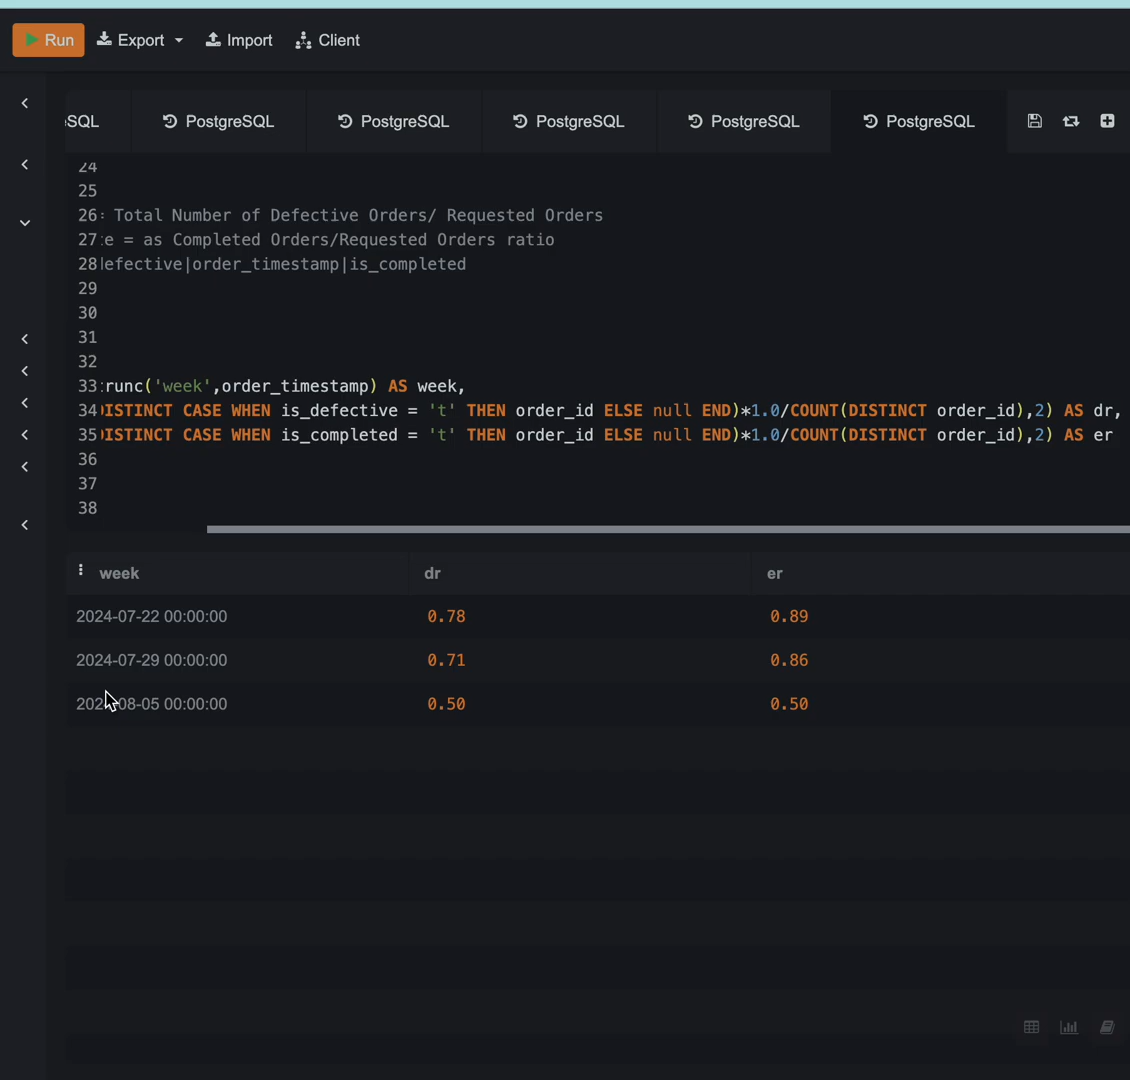 Run Export Import Client
SQL PostgreSQL PostgreSQL PostgreSQL PostgreSQL PostgreSQL
24
25
26: Total Number of Defective Orders/ Requested Orders
27:e = as Completed Orders/Requested Orders ratio
28efective|order_timestamp|is_completed
29
30
31
32
33:runc('week',order_timestamp) AS week,
34DISTINCT CASE WHEN is_defective = 't' THEN order_id ELSE null END)*1.0/COUNT(DISTINCT order_id),2) AS dr,
35DISTINCT CASE WHEN is_completed = 't' THEN order_id ELSE null END)*1.0/COUNT(DISTINCT order_id),2) AS er
36
37
38
week dr er
2024-07-22 00:00:00 0.78 0.89
2024-07-29 00:00:00 0.71 0.86
202 08-05 00:00:00 0.50 0.50